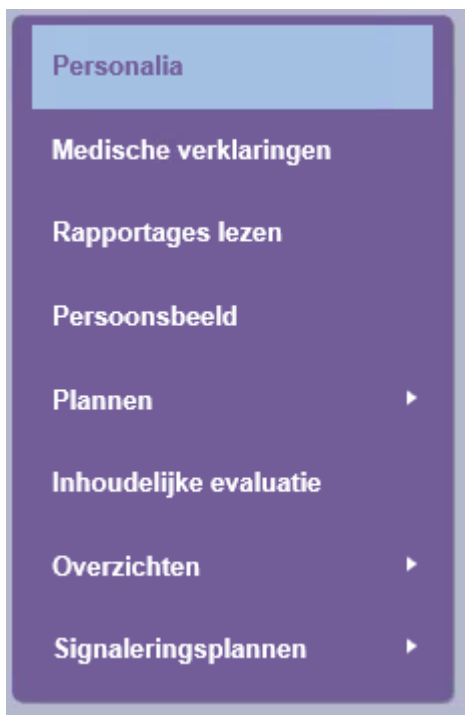 Personalia
Medische verklaringen
Rapportages lezen
Persoonsbeeld
Plannen
Inhoudelijke evaluatie
Overzichten
Signaleringsplannen